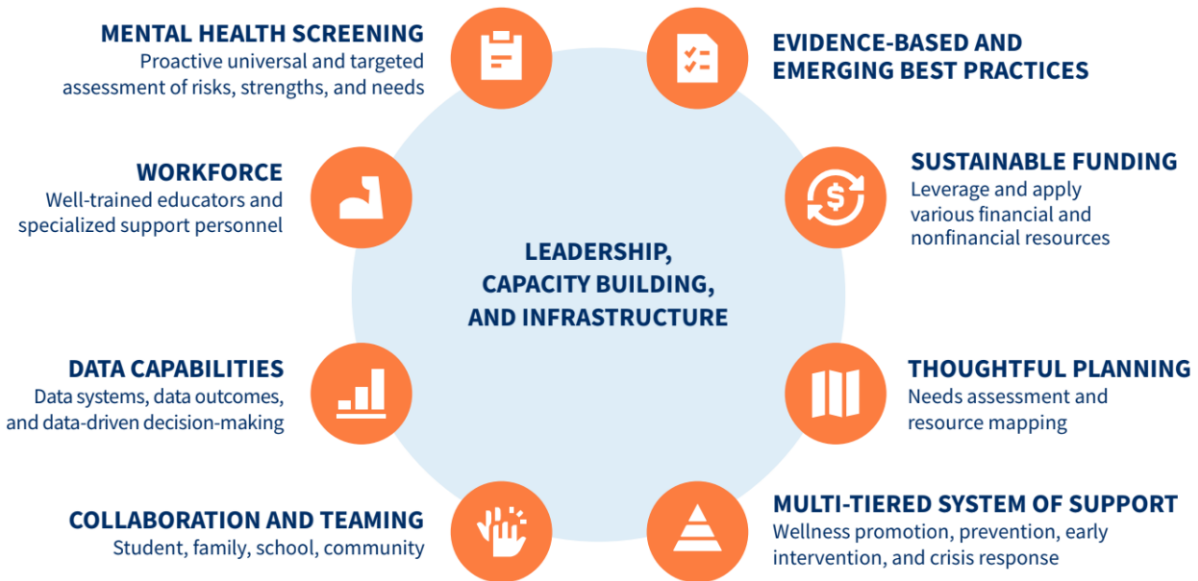 MENTAL HEALTH SCREENING
Proactive universal and targeted
assessment of risks, strengths, and needs
EVIDENCE-BASED AND
EMERGING BEST PRACTICES
WORKFORCE
Well-trained educators and
specialized support personnel
SUSTAINABLE FUNDING
Leverage and apply
various financial and
nonfinancial resources
$
LEADERSHIP,
CAPACITY BUILDING,
AND INFRASTRUCTURE
DATA CAPABILITIES
Data systems, data outcomes,
and data-driven decision-making
THOUGHTFUL PLANNING
Needs assessment and
resource mapping
COLLABORATION AND TEAMING
Student, family, school, community
MULTI-TIERED SYSTEM OF SUPPORT
Wellness promotion, prevention, early
intervention, and crisis response